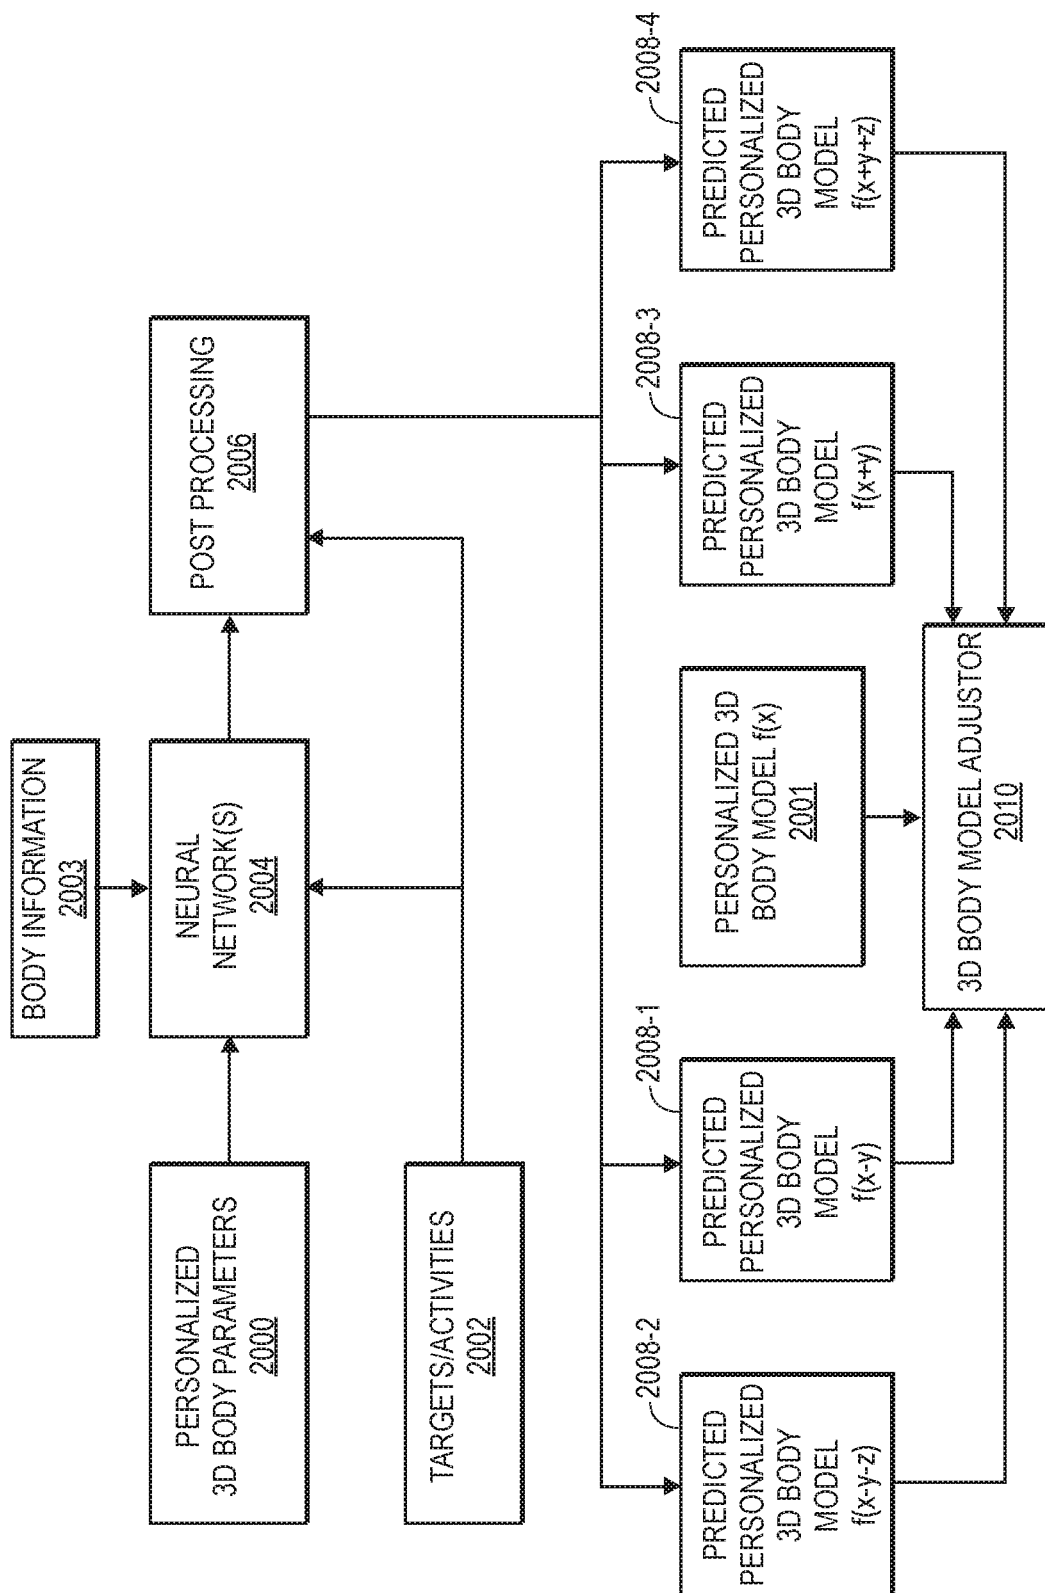 BODY INFORMATION
2003
PERSONALIZED
3D BODY PARAMETERS
2000
NEURAL
NETWORK(S)
2004
POST PROCESSING
2006
TARGETS/ACTIVITIES
2002
2008-2
PREDICTED
PERSONALIZED
3D BODY
MODEL
f(x-y-z)
2008-1
PREDICTED
PERSONALIZED
3D BODY
MODEL
f(x-y)
PERSONALIZED 3D
BODY MODEL f(x)
2001
2008-3
PREDICTED
PERSONALIZED
3D BODY
MODEL
f(x+y)
2008-4
PREDICTED
PERSONALIZED
3D BODY
MODEL
f(x+y+z)
3D BODY MODEL ADJUSTOR
2010